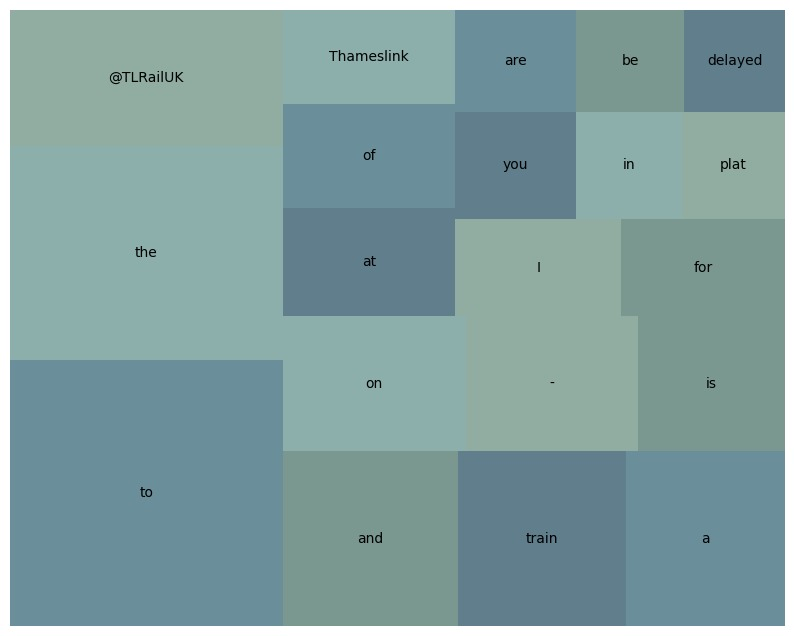 @TLRailUK
Thameslink
are
be
delayed
of
you
in
plat
the
at
I
for
on
-
is
to
and
train
a